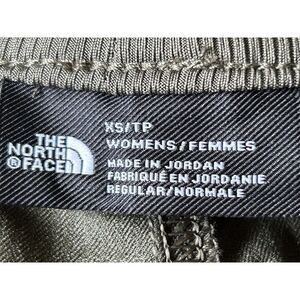 THE
NORTH
FACE
®
XS/TP
WOMENS/FEMMES
MADE IN JORDAN
FABRIQUÉ EN JORDANIE
REGULAR/NORMALE